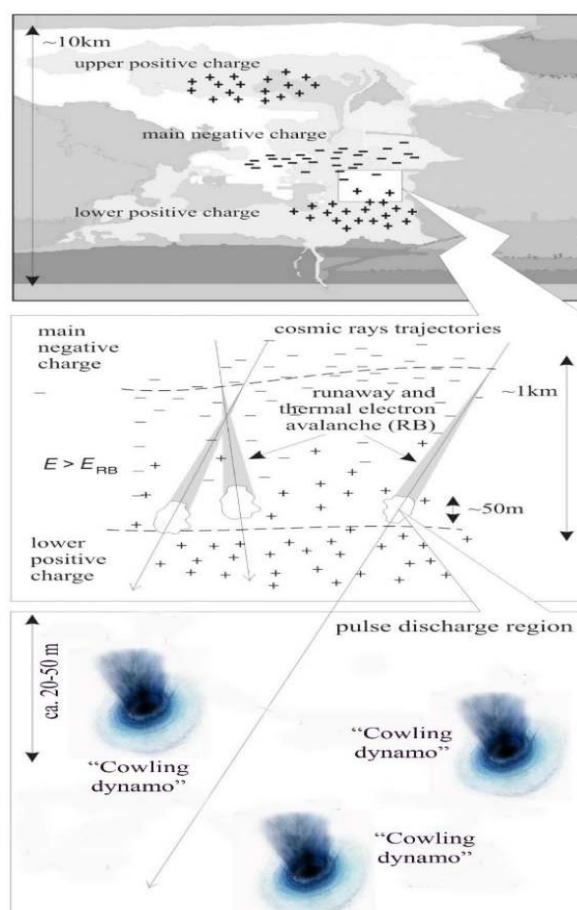 ~10km
upper positive charge
main negative charge
lower positive charge
main
negative
charge
cosmic rays trajectories
runaway and
thermal electron
avalanche (RB)
~1km
E > E_RB
~50m
lower
positive
charge
pulse discharge region
ca. 20-50 m
“Cowling
dynamo”
“Cowling
dynamo”
“Cowling
dynamo”